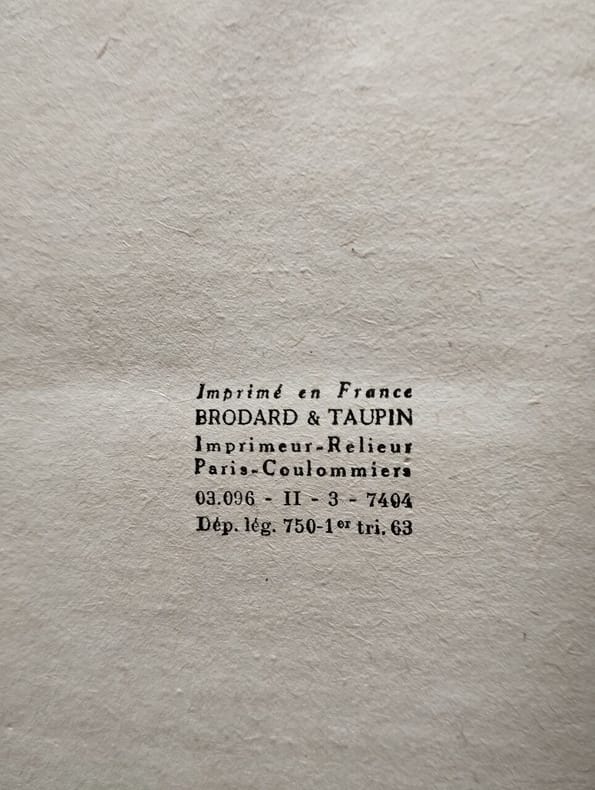 Imprimé en France
BRODARD & TAUPIN
Imprimeur-Relieur
Paris-Coulommiers
03.096 - II - 3 - 7404
Dép. lég. 750-1er tri. 63